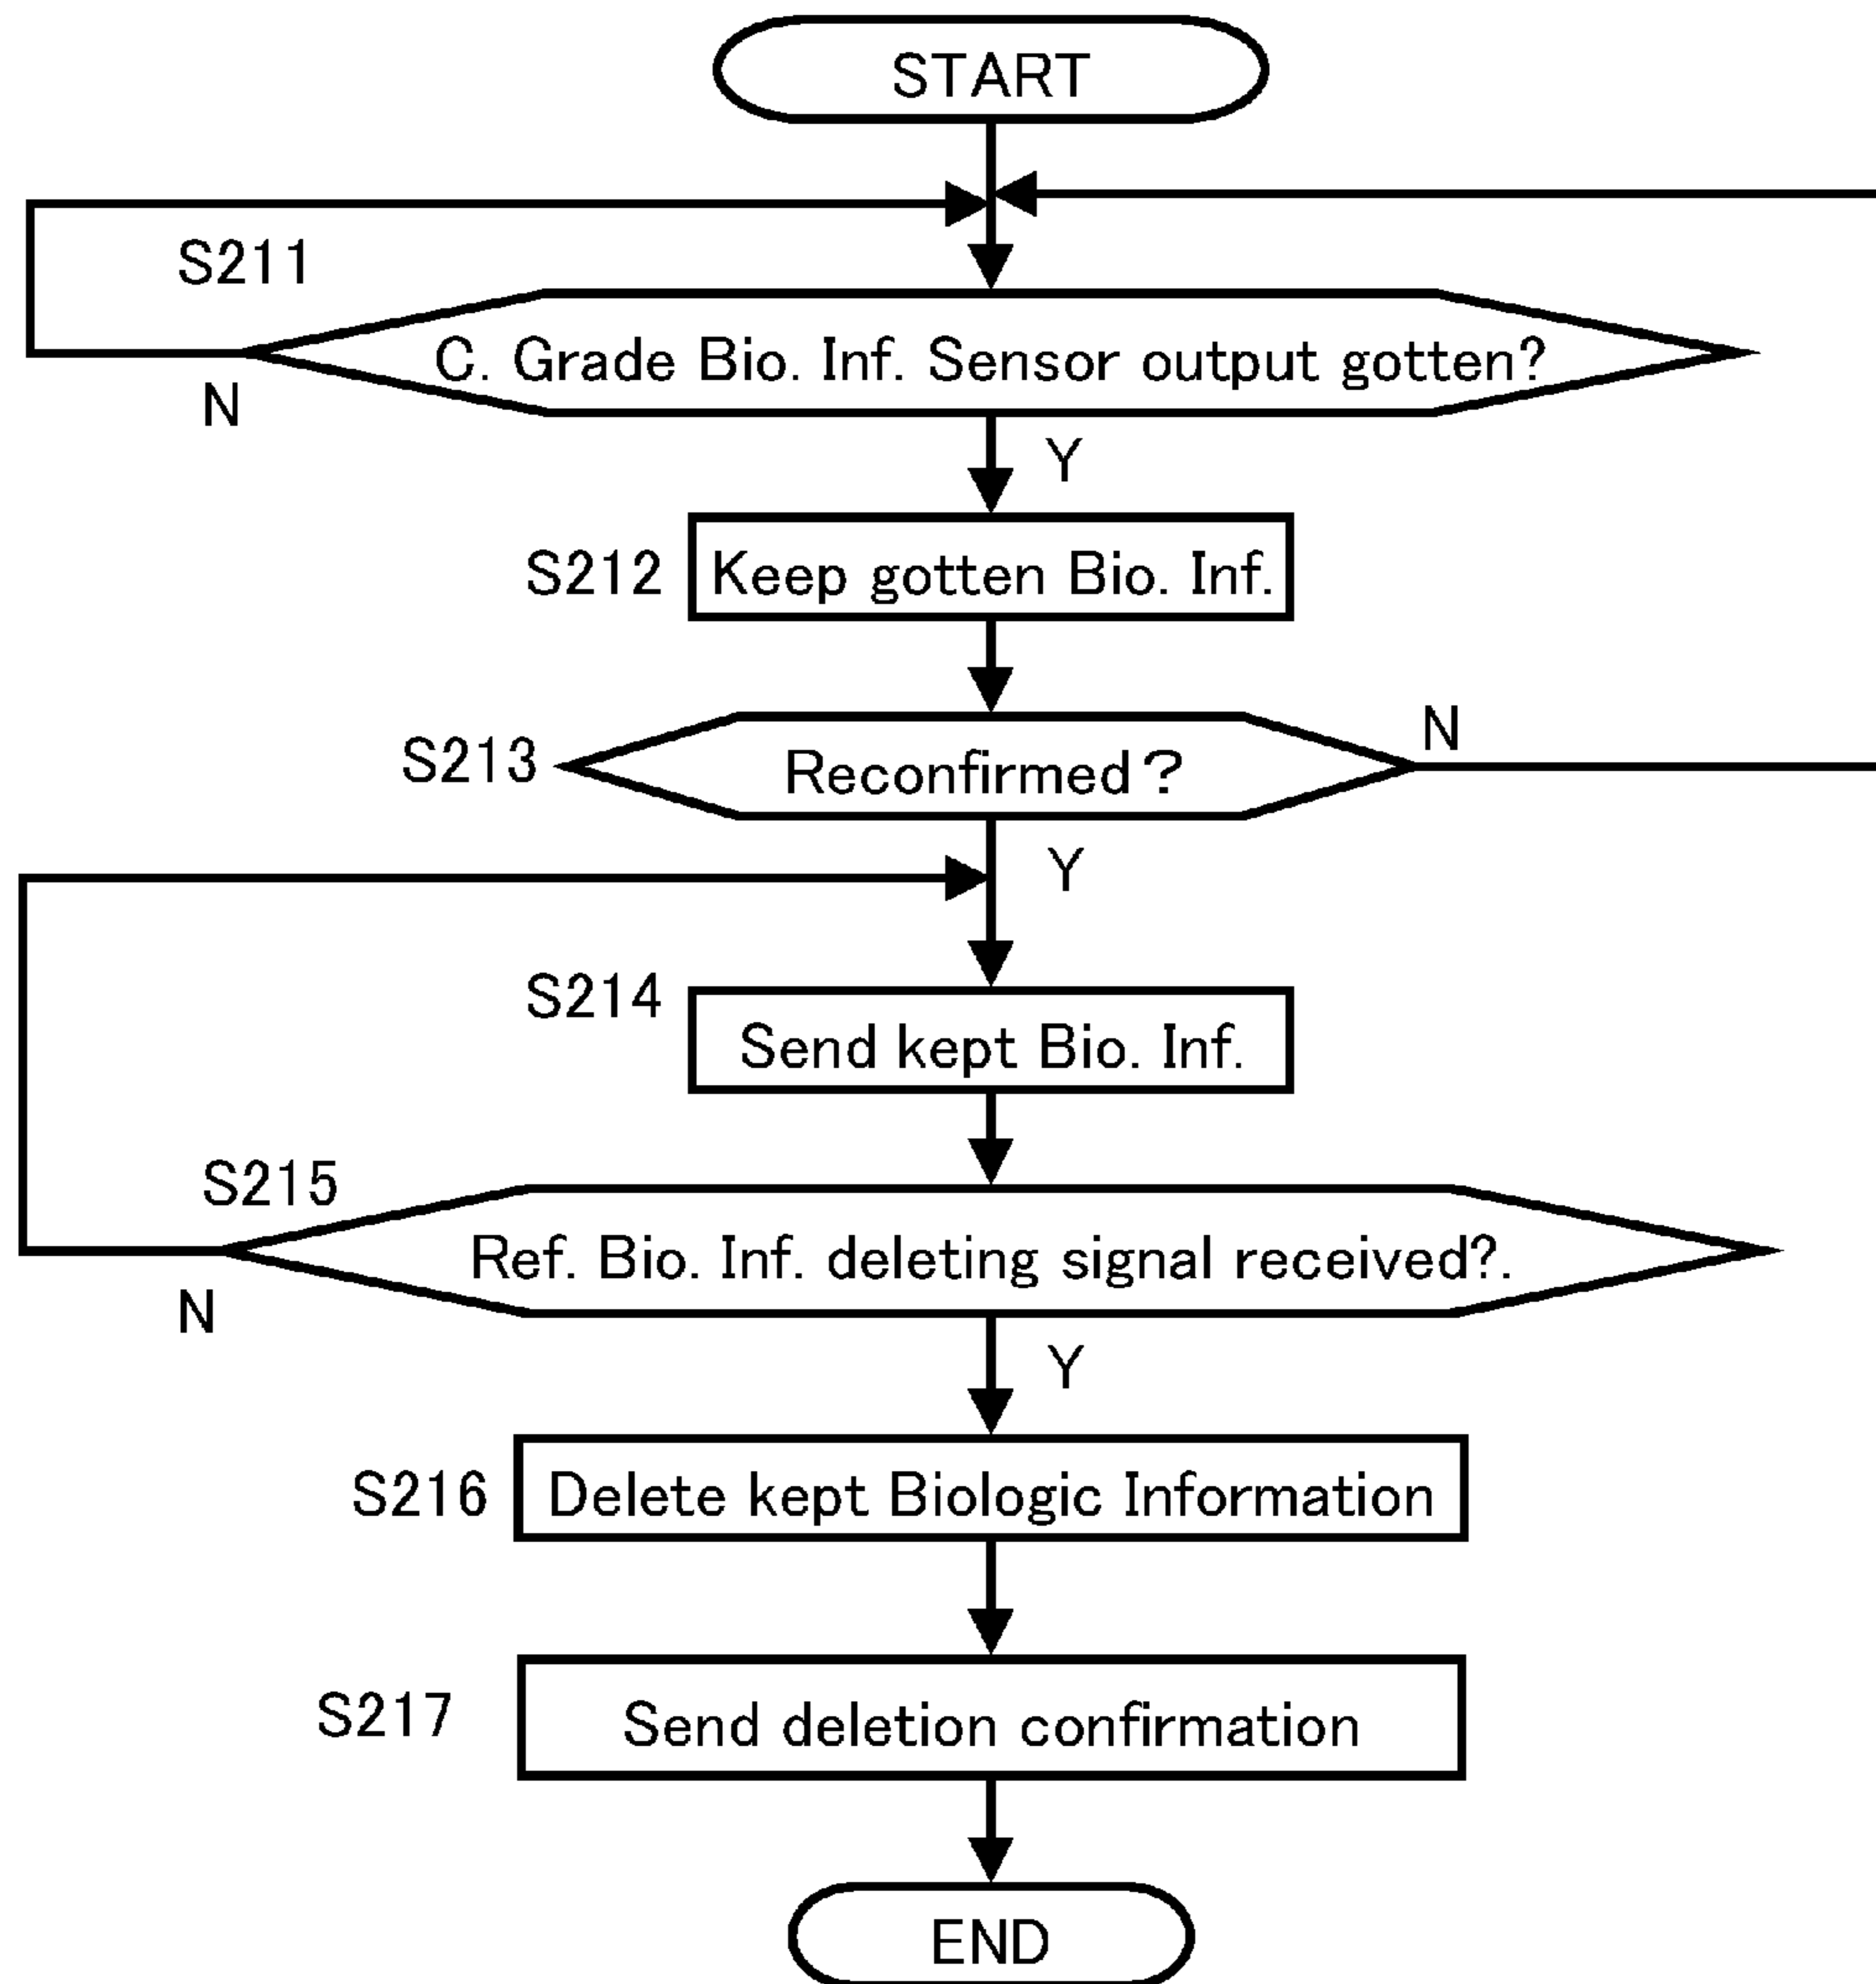 START
S211
C. Grade Bio. Inf. Sensor output gotten?
N
Y
S212
Keep gotten Bio. Inf.
S213
Reconfirmed?
N
Y
S214
Send kept Bio. Inf.
S215
Ref. Bio. Inf. deleting signal received?.
N
Y
S216
Delete kept Biologic Information
S217
Send deletion confirmation
END